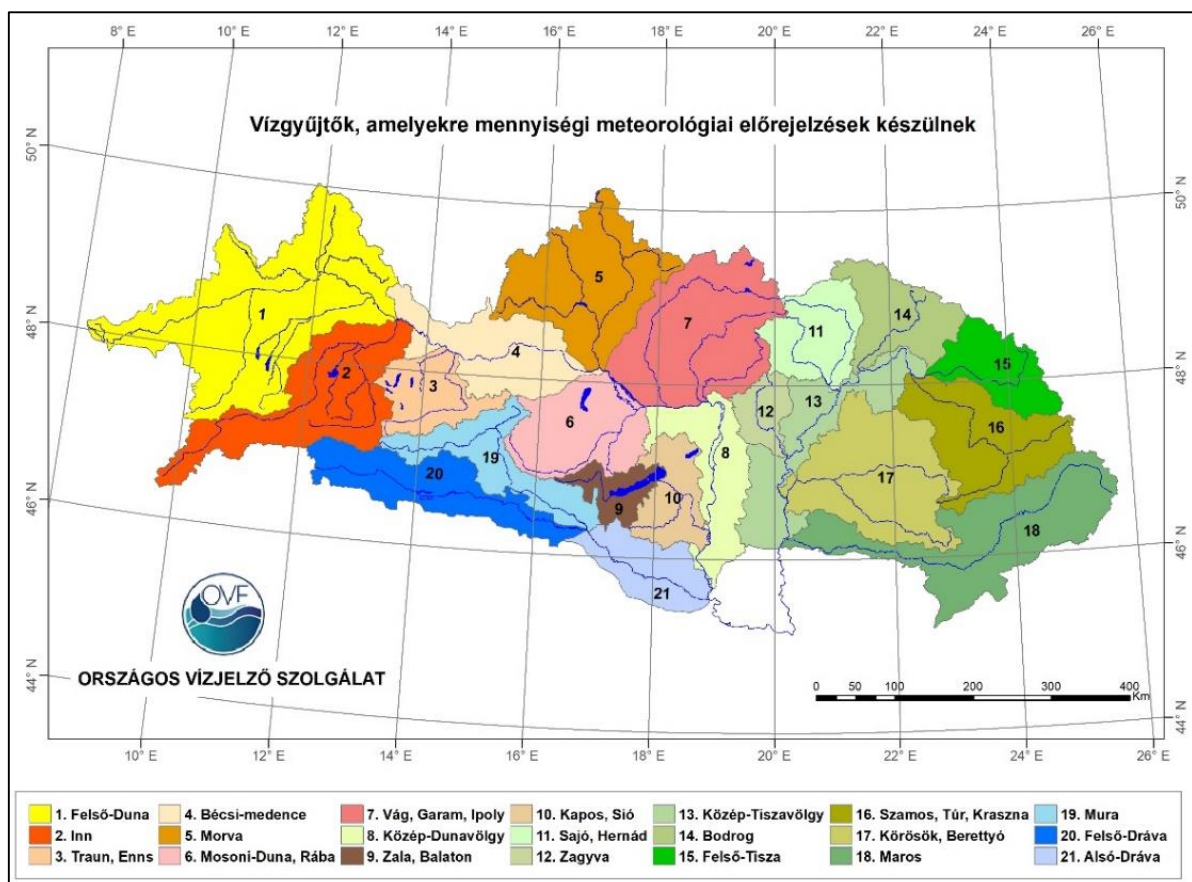 8° E 10° E 12° E 14° E 16° E 18° E 20° E 22° E 24° E 26° E
Vízgyűjtők, amelyekre mennyiségi meteorológiai előrejelzések készülnek
50° N 50° N
48° N 48° N
46° N 46° N
44° N 44° N
1
2
3
4
5
6
7
8
9
10
11
12
13
14
15
16
17
18
19
20
21
OVF
ORSZÁGOS VÍZJELZŐ SZOLGÁLAT
0 50 100 200 300 400
Km
10° E 12° E 14° E 16° E 18° E 20° E 22° E 24° E 26° E
1. Felső-Duna 4. Bécsi-medence 7. Vág, Garam, Ipoly 10. Kapos, Sió 13. Közép-Tiszavölgy 16. Szamos, Túr, Kraszna 19. Mura
2. Inn 5. Morva 8. Közép-Dunavölgy 11. Sajó, Hernád 14. Bodrog 17. Körösök, Berettyó 20. Felső-Dráva
3. Traun, Enns 6. Mosoni-Duna, Rába 9. Zala, Balaton 12. Zagyva 15. Felső-Tisza 18. Maros 21. Alsó-Dráva